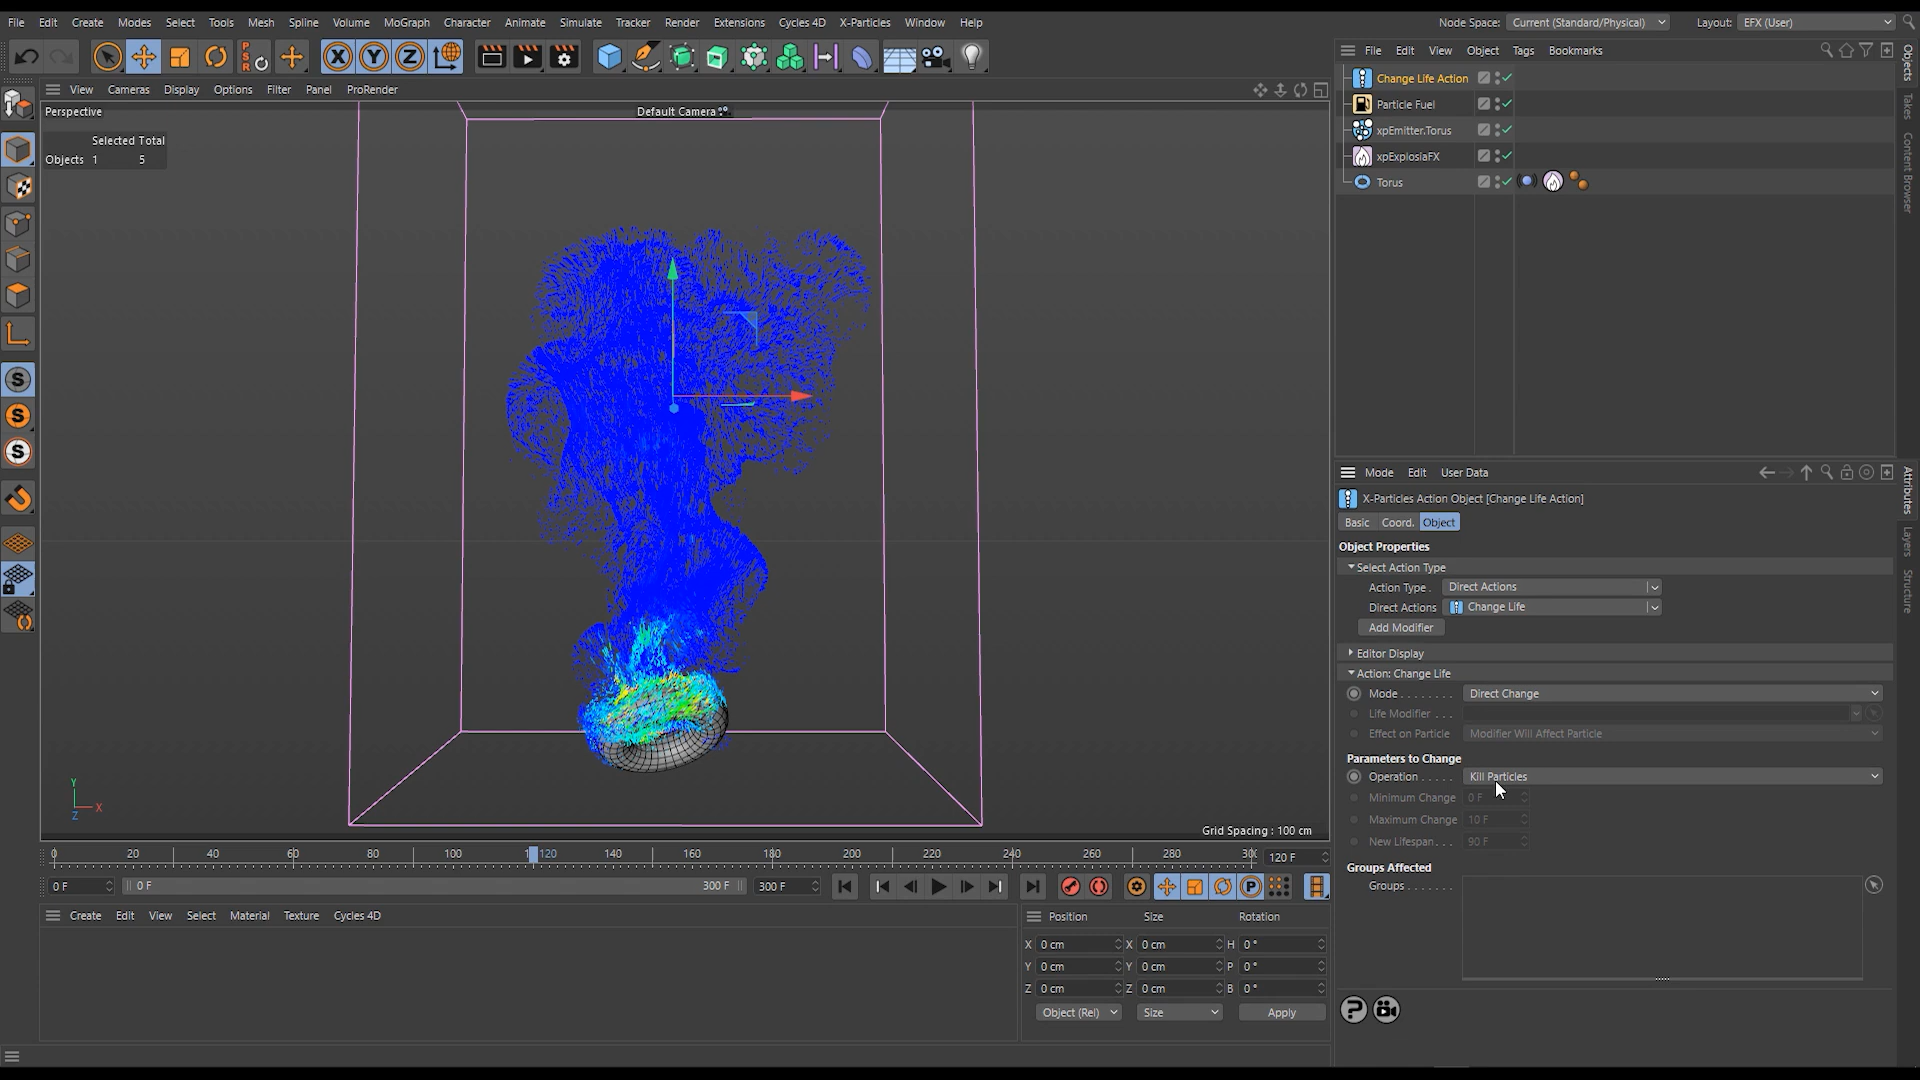 File Edit Create Modes Select Tools Mesh Spline Volume MoGraph Character Animate Simulate Tracker Render Extensions Cycles 4D X-Particles Window Help
Node Space: Current (Standard/Physical) Layout: EFX (User)
File Edit View Object Tags Bookmarks
PSR X Y Z
View Cameras Display Options Filter Panel ProRender
Perspective
Default Camera
Selected Total
Objects 1 5
Change Life Action
Particle Fuel
xpEmitter.Torus
xpExplosiaFX
Torus
Objects
Takes
Content Browser
S
S
S
Mode Edit User Data
X-Particles Action Object [Change Life Action]
Basic Coord. Object
Object Properties
Select Action Type
Action Type . Direct Actions
Direct Actions Change Life
Add Modifier
Editor Display
Action: Change Life
Mode . . . . . . . . Direct Change
Life Modifier . . .
Effect on Particle Modifier Will Affect Particle
Parameters to Change
Operation . . . . . Kill Particles
Minimum Change 0 F
Maximum Change 10 F
New Lifespan. . . 90 F
Groups Affected
Groups . . . . . . .
Attributes
Layers
Structure
Y
X
Z
Grid Spacing : 100 cm
0 20 40 60 80 100 120 140 160 180 200 220 240 260 280 120 F
0 F 0 F 300 F 300 F
P
Create Edit View Select Material Texture Cycles 4D
Position Size Rotation
X 0 cm X 0 cm H 0 °
Y 0 cm Y 0 cm P 0 °
Z 0 cm Z 0 cm B 0 °
Object (Rel) Size Apply
?